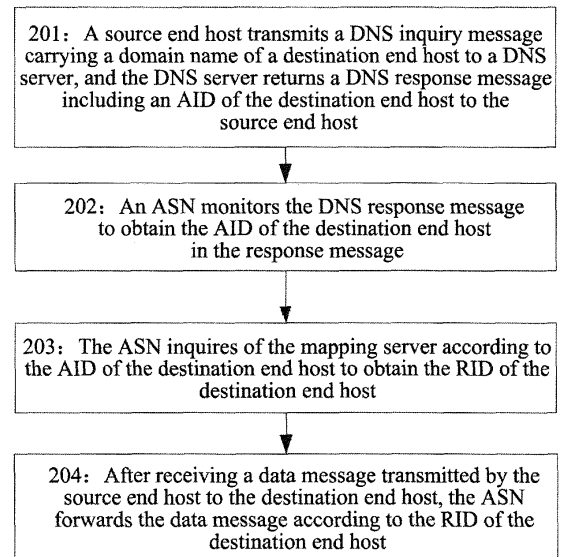 201: A source end host transmits a DNS inquiry message
carrying a domain name of a destination end host to a DNS
server, and the DNS server returns a DNS response message
including an AID of the destination end host to the
source end host
202: An ASN monitors the DNS response message
to obtain the AID of the destination end host
in the response message
203: The ASN inquires of the mapping server according to
the AID of the destination end host to obtain the RID of the
destination end host
204: After receiving a data message transmitted by the
source end host to the destination end host, the ASN
forwards the data message according to the RID of the
destination end host